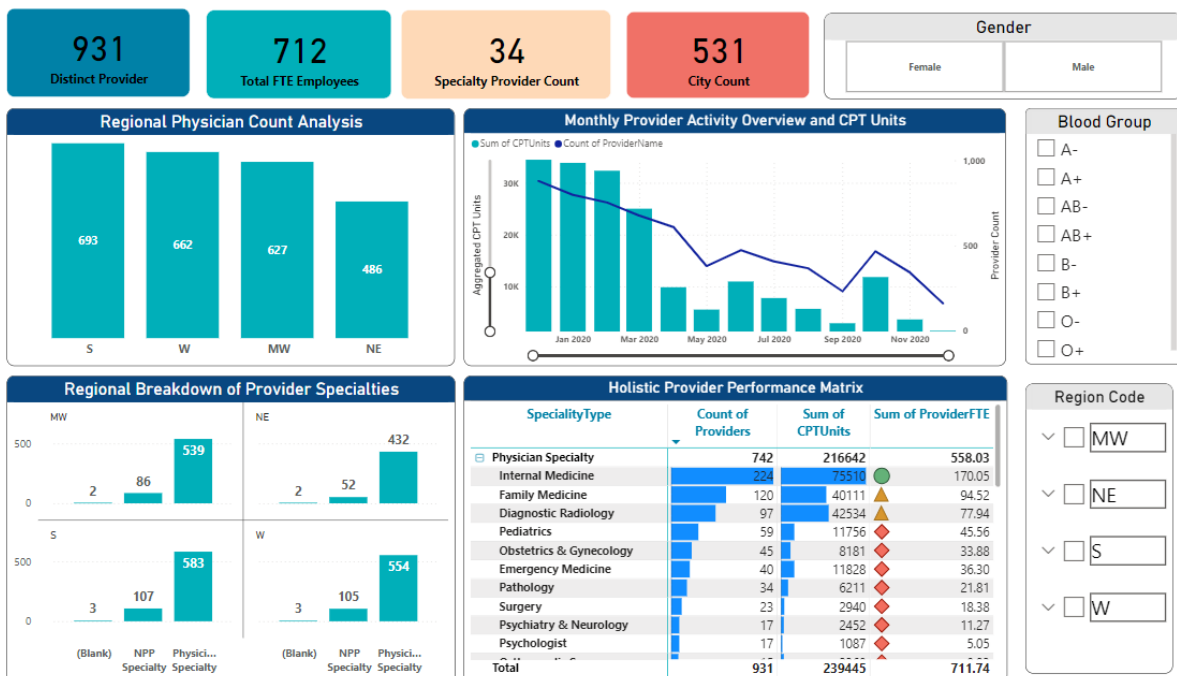 931
Distinct Provider
712
Total FTE Employees
34
Specialty Provider Count
531
City Count
Gender
Female
Male
Regional Physician Count Analysis
693
662
627
486
S
W
MW
NE
Monthly Provider Activity Overview and CPT Units
Sum of CPTUnits
Count of ProviderName
Aggregated CPT Units
30K
20K
10K
1,000
500
0
Provider Count
Jan 2020
Mar 2020
May 2020
Jul 2020
Sep 2020
Nov 2020
Blood Group
A-
A+
AB-
AB+
B-
B+
O-
O+
Regional Breakdown of Provider Specialties
MW
NE
500
0
2
86
539
2
52
432
S
W
500
0
3
107
583
3
105
554
(Blank)
NPP
Specialty
Physici...
Specialty
(Blank)
NPP
Specialty
Physici...
Specialty
Holistic Provider Performance Matrix
SpecialityType
Count of
Providers
Sum of
CPTUnits
Sum of ProviderFTE
Physician Specialty 742 216642 558.03
Internal Medicine 224 75510 170.05
Family Medicine 120 40111 94.52
Diagnostic Radiology 97 42534 77.94
Pediatrics 59 11756 45.56
Obstetrics & Gynecology 45 8181 33.88
Emergency Medicine 40 11828 36.30
Pathology 34 6211 21.81
Surgery 23 2940 18.38
Psychiatry & Neurology 17 2452 11.27
Psychologist 17 1087 5.05
Total 931 239445 711.74
Region Code
MW
NE
S
W